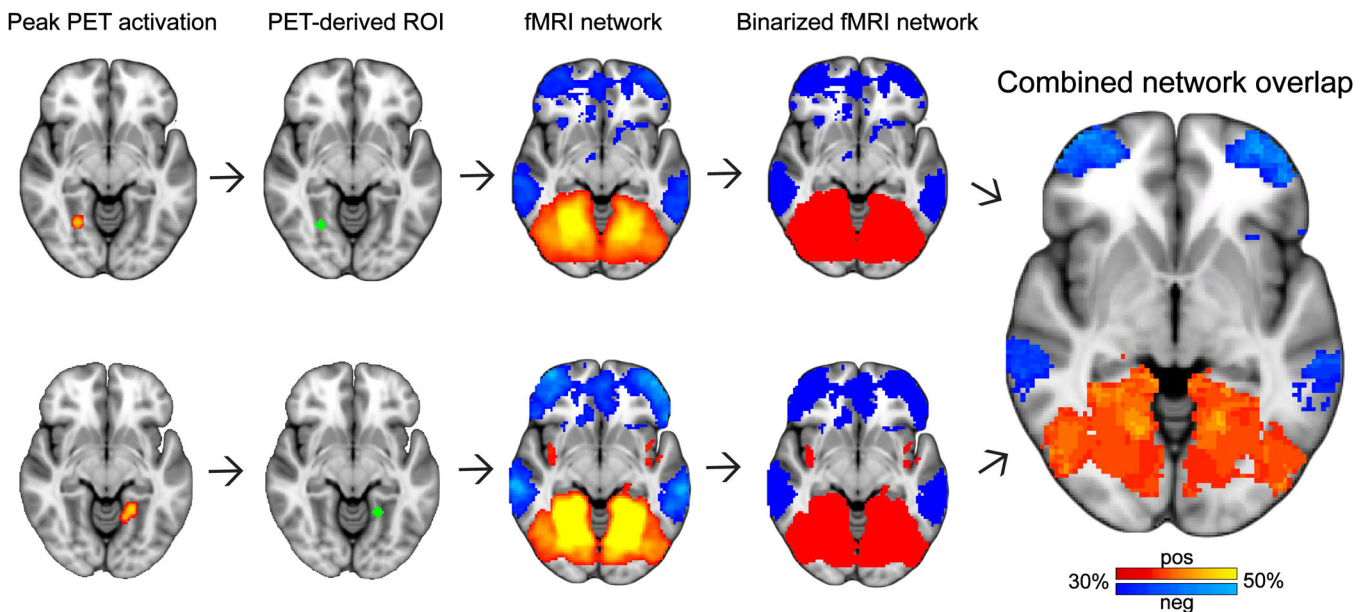 Peak PET activation
PET-derived ROI
fMRI network
Binarized fMRI network
Combined network overlap
pos
30%
50%
neg